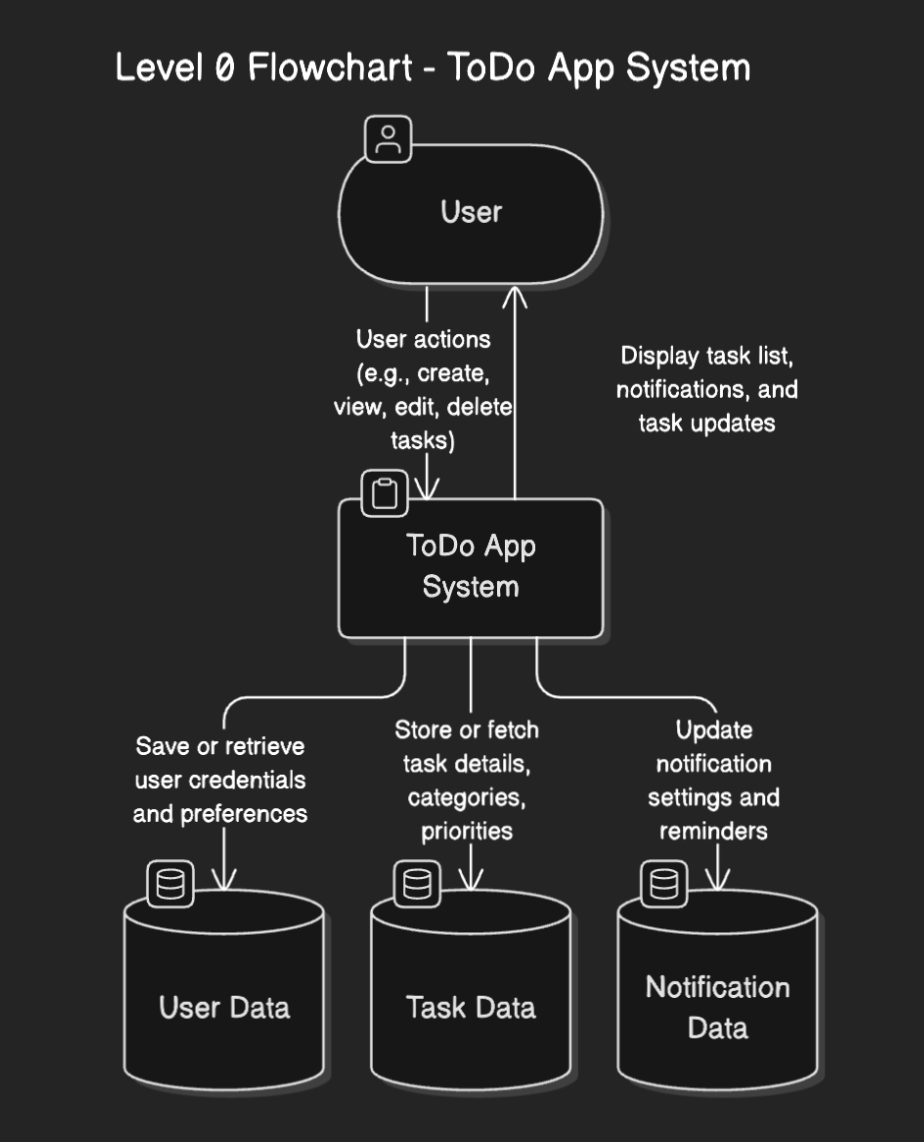 Level 0 Flowchart - ToDo App System
User
User actions
(e.g., create,
view, edit, delete
tasks)
Display task list,
notifications, and
task updates
ToDo App
System
Save or retrieve
user credentials
and preferences
Store or fetch
task details,
categories,
priorities
Update
notification
settings and
reminders
User Data
Task Data
Notification
Data